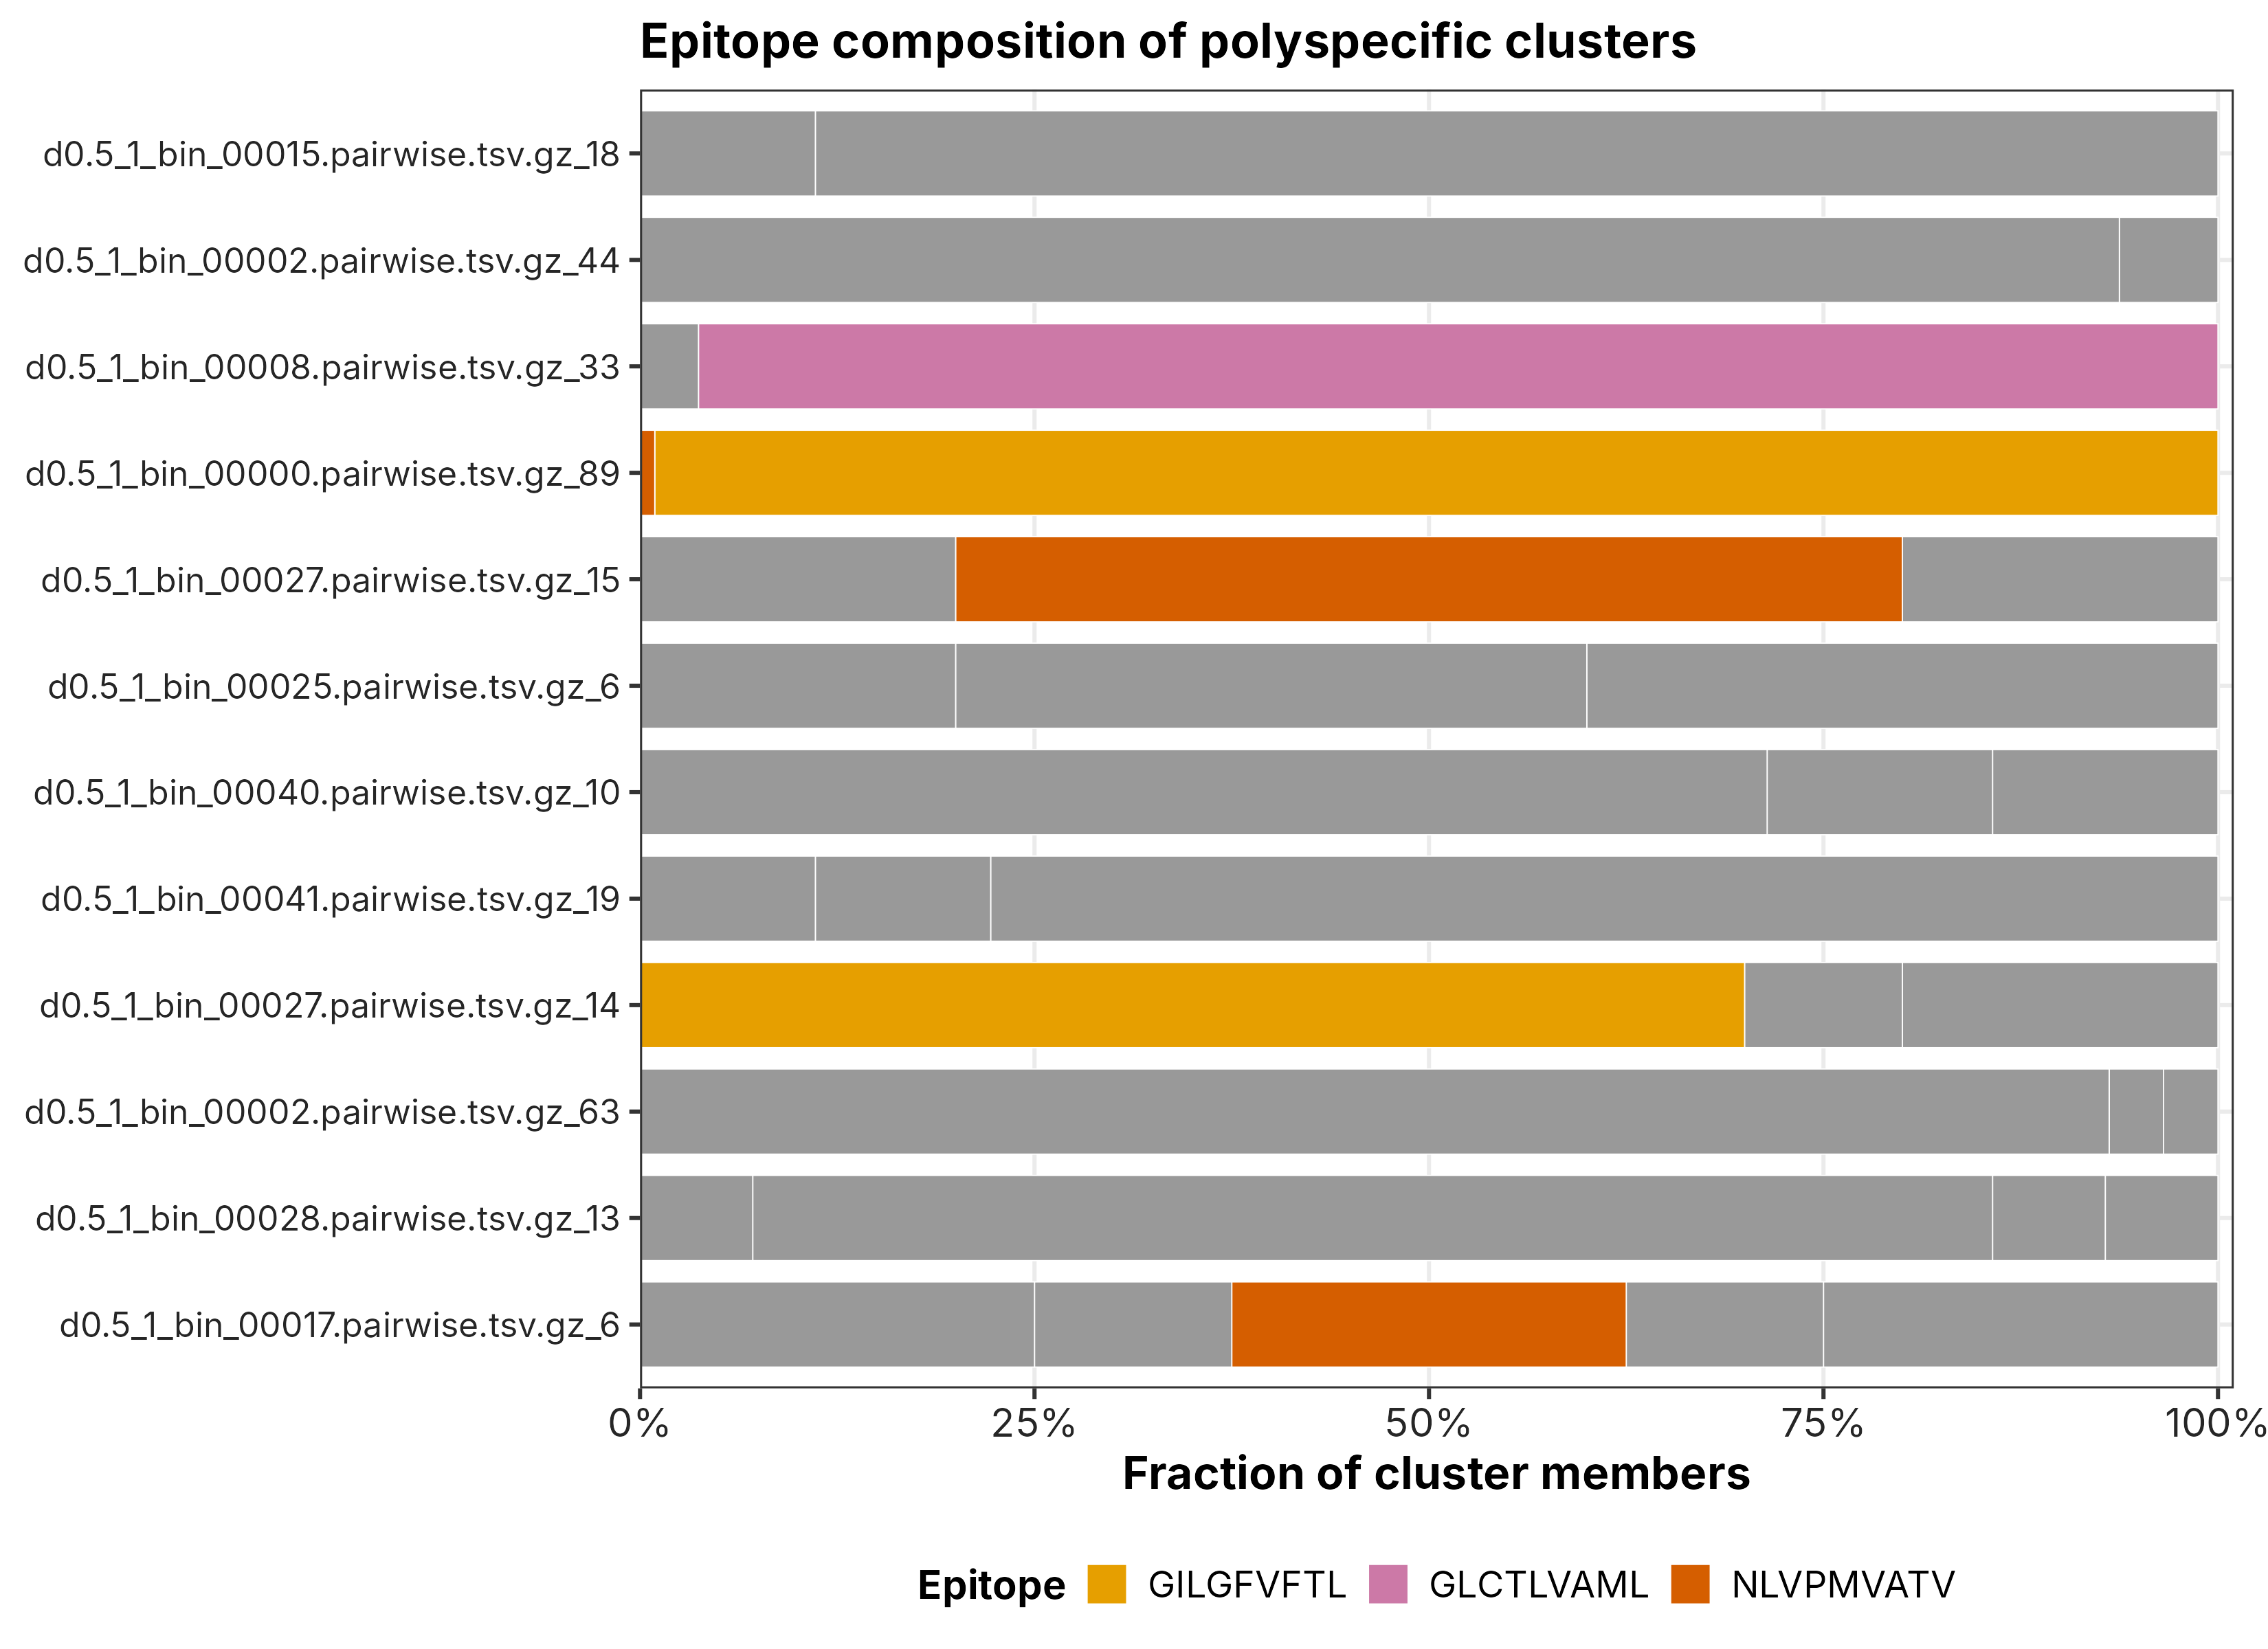 Epitope composition of polyspecific clusters
d0.5_1_bin_00015.pairwise.tsv.gz_18
d0.5_1_bin_00002.pairwise.tsv.gz_44
d0.5_1_bin_00008.pairwise.tsv.gz_33
d0.5_1_bin_00000.pairwise.tsv.gz_89
d0.5_1_bin_00027.pairwise.tsv.gz_15
d0.5_1_bin_00025.pairwise.tsv.gz_6
d0.5_1_bin_00040.pairwise.tsv.gz_10
d0.5_1_bin_00041.pairwise.tsv.gz_19
d0.5_1_bin_00027.pairwise.tsv.gz_14
d0.5_1_bin_00002.pairwise.tsv.gz_63
d0.5_1_bin_00028.pairwise.tsv.gz_13
d0.5_1_bin_00017.pairwise.tsv.gz_6
0% 25% 50% 75% 100%
Fraction of cluster members
Epitope GILGFVFTL GLCTLVAML NLVPMVATV